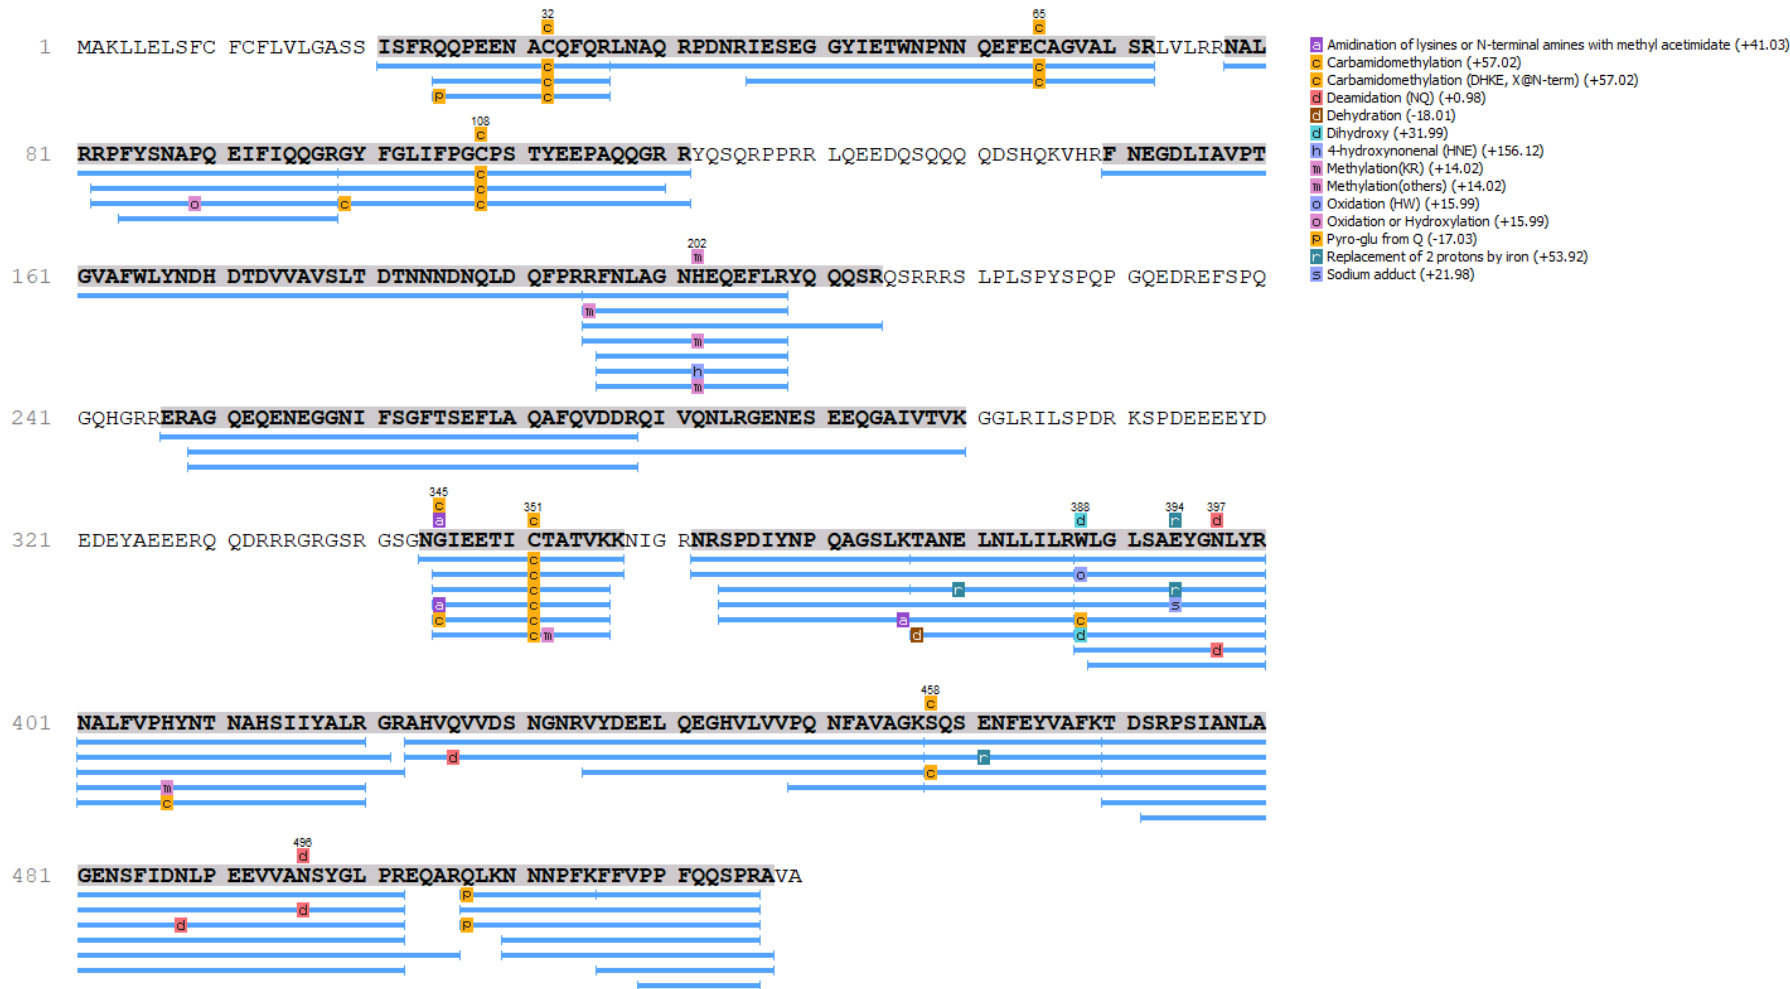 32 65
c c
1 MAKLLELSFC FCFLVLGASS ISFRQQPEEN ACQFQRLNAQ RPDNRIESEG GYIETWNPNN QEFECAGVAL SRLVLRRNAL
c c
c c
p c
108
c
81 RRPFYSNAPQ EIFIQQGRGY FGLIFPGCPS TYEEPAQQGR RYQSQRPPRR LQEEDQSQQQ QDSHQKVHRF NEGDLIAVPT
c
c
o c c
202
m
161 GVAFWLYNDH DTDVVAVSLT DTNNNDNQLD QFPRRFNLAG NHEQEFLRYQ QQQSRQSRRRS LPLSPYSPQP GQEDREFSPQ
m
m
h
m
241 GQHGRRERAG QEQENEGGNI FSGFTSEFLA QAFQVDDRQI VQNLRGENES EEQGAIVTVK GGLRILSPDR KSPDEEEEYD
345 351 388 394 397
c
a c d r d
321 EDEYAEEERQ QDRRRGRGSR GSGNGIEETI CTATVKKNIG RNRSPDIYNP QAGSLKTANE LNLLILRWLG LSAEYGNLYR
c
c o
c r r
a c s
c c a c
c m d d
d
458
c
401 NALFVPHYNT NAHSIIYALR GRAHVQVVDS NGNRVYDEEL QEGHVLVVPQ NFAVAGKSQS ENFEYVAFKT DSRPSIANLA
d r
c
m
c
496
d
481 GENSFIDNLP EEVVANSYGL PREQARQLKN NNPFKFFVPP FQQSPRAVA
p
d
d p
a Amidination of lysines or N-terminal amines with methyl acetimidate (+41.03)
c Carbamidomethylation (+57.02)
c Carbamidomethylation (DHKE, X@N-term) (+57.02)
d Deamidation (NQ) (+0.98)
d Dehydration (-18.01)
d Dihydroxy (+31.99)
h 4-hydroxynonenal (HNE) (+156.12)
m Methylation(KR) (+14.02)
m Methylation(others) (+14.02)
o Oxidation (HW) (+15.99)
o Oxidation or Hydroxylation (+15.99)
p Pyro-glu from Q (-17.03)
r Replacement of 2 protons by iron (+53.92)
s Sodium adduct (+21.98)